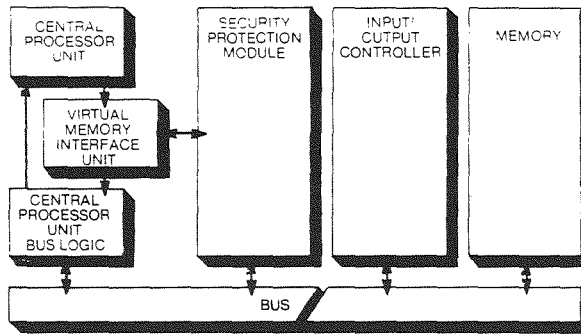 CENTRAL
PROCESSOR
UNIT
VIRTUAL
MEMORY
INTERFACE
UNIT
CENTRAL
PROCESSOR
UNIT
BUS LOGIC
SECURITY
PROTECTION
MODULE
INPUT/
OUTPUT
CONTROLLER
MEMORY
BUS